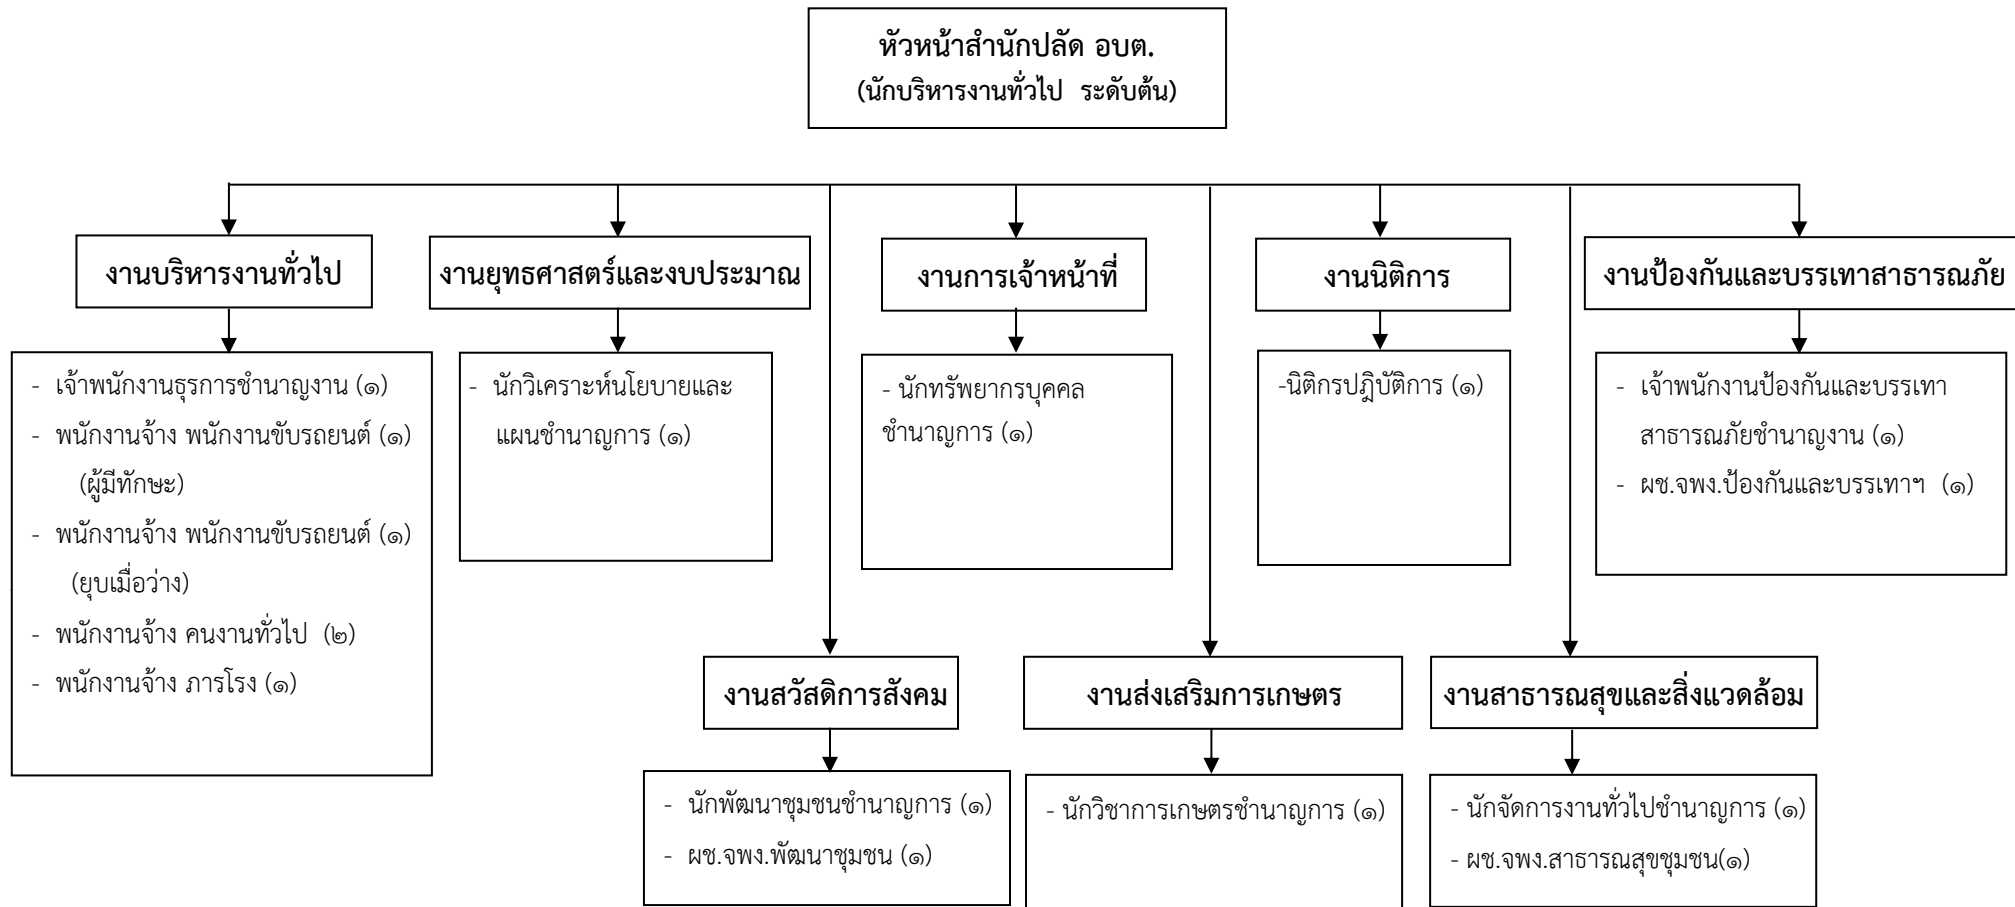 หัวหน้าสำนักปลัด อบต.
(นักบริหารงานทั่วไป ระดับต้น)
งานบริหารงานทั่วไป
- เจ้าพนักงานธุรการชำนาญงาน (๑)
- พนักงานจ้าง พนักงานขับรถยนต์ (๑)
(ผู้มีทักษะ)
- พนักงานจ้าง พนักงานขับรถยนต์ (๑)
(ยุบเมื่อว่าง)
- พนักงานจ้าง คนงานทั่วไป (๒)
- พนักงานจ้าง ภารโรง (๑)
งานยุทธศาสตร์และงบประมาณ
- นักวิเคราะห์นโยบายและ
แผนชำนาญการ (๑)
งานการเจ้าหน้าที่
- นักทรัพยากรบุคคล
ชำนาญการ (๑)
งานนิติการ
-นิติกรปฎิบัติการ (๑)
งานป้องกันและบรรเทาสาธารณภัย
- เจ้าพนักงานป้องกันและบรรเทา
สาธารณภัยชำนาญงาน (๑)
- ผช.จพง.ป้องกันและบรรเทาฯ (๑)
งานสวัสดิการสังคม
- นักพัฒนาชุมชนชำนาญการ (๑)
- ผช.จพง.พัฒนาชุมชน (๑)
งานส่งเสริมการเกษตร
- นักวิชาการเกษตรชำนาญการ (๑)
งานสาธารณสุขและสิ่งแวดล้อม
- นักจัดการงานทั่วไปชำนาญการ (๑)
- ผช.จพง.สาธารณสุขชุมชน(๑)